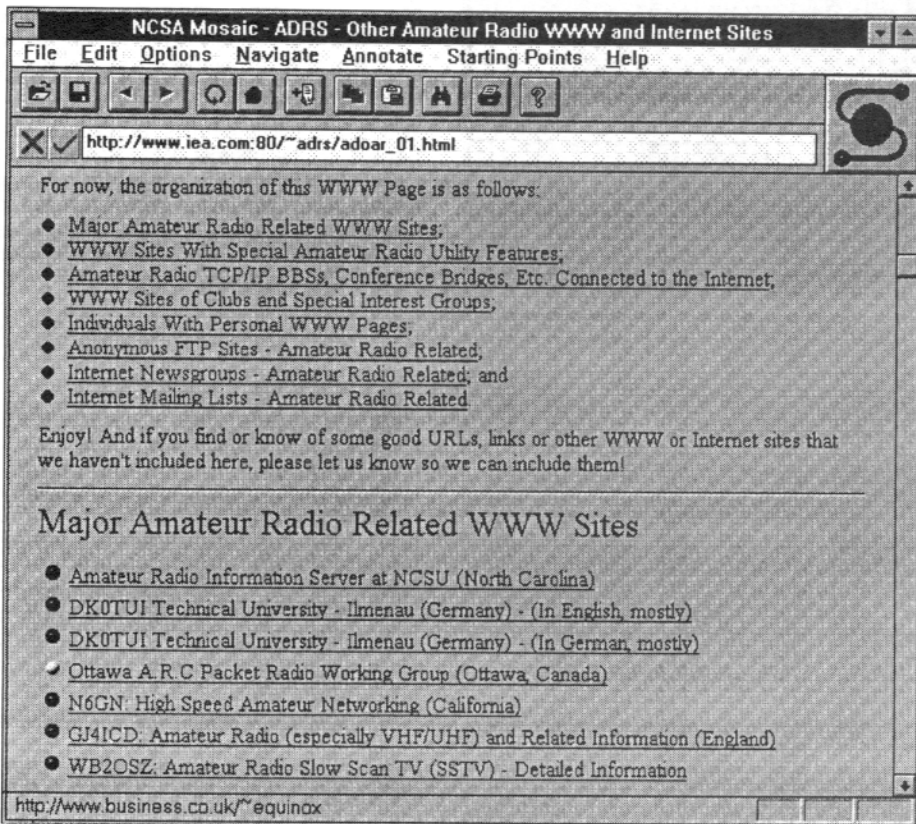 NCSA Mosaic - ADRS - Other Amateur Radio WWW and Internet Sites
File Edit Options Navigate Annotate Starting Points Help
http://www.iea.com:80/~adrs/adoar_01.html
For now, the organization of this WWW Page is as follows:
Major Amateur Radio Related WWW Sites;
WWW Sites With Special Amateur Radio Utility Features;
Amateur Radio TCP/IP BBSs, Conference Bridges, Etc. Connected to the Internet;
WWW Sites of Clubs and Special Interest Groups;
Individuals With Personal WWW Pages;
Anonymous FTP Sites - Amateur Radio Related;
Internet Newsgroups - Amateur Radio Related; and
Internet Mailing Lists - Amateur Radio Related
Enjoy! And if you find or know of some good URLs, links or other WWW or Internet sites that
we haven't included here, please let us know so we can include them!
Major Amateur Radio Related WWW Sites
Amateur Radio Information Server at NCSU (North Carolina)
DK0TUI Technical University - Ilmenau (Germany) - (In English, mostly)
DK0TUI Technical University - Ilmenau (Germany) - (In German, mostly)
Ottawa A.R.C Packet Radio Working Group (Ottawa, Canada)
N6GN: High Speed Amateur Networking (California)
GJ4ICD: Amateur Radio (especially VHF/UHF) and Related Information (England)
WB2OSZ: Amateur Radio Slow Scan TV (SSTV) - Detailed Information
http://www.business.co.uk/~equinox